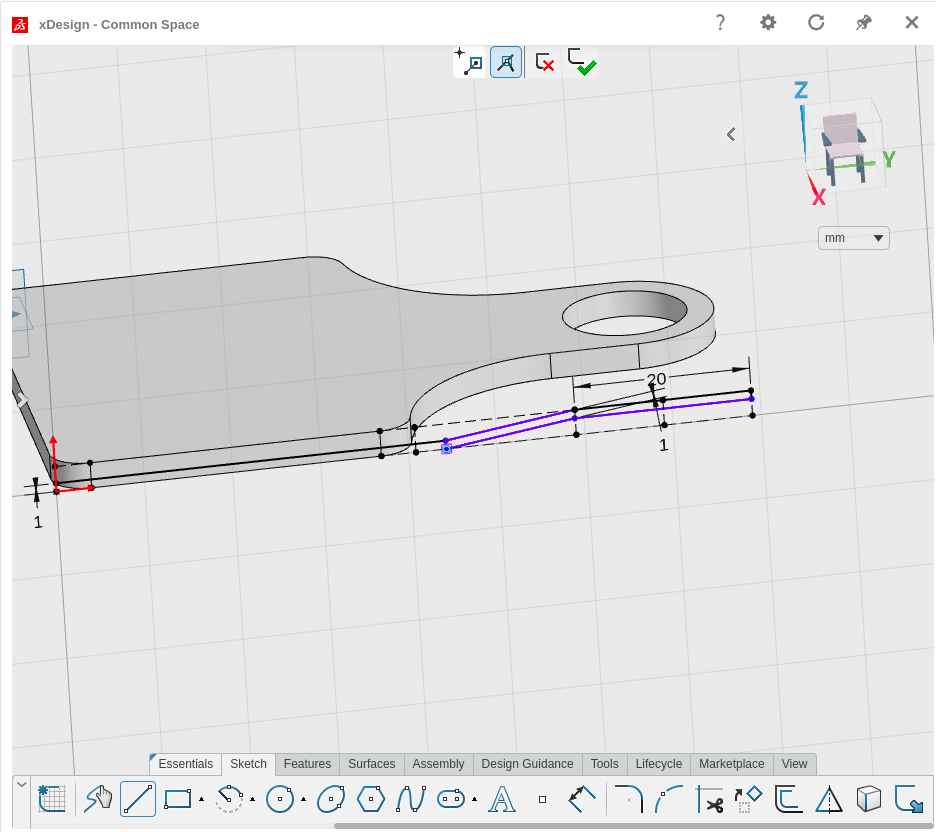 xDesign - Common Space
?
Z
Y
X
mm
20
1
1
Essentials Sketch Features Surfaces Assembly Design Guidance Tools Lifecycle Marketplace View
A